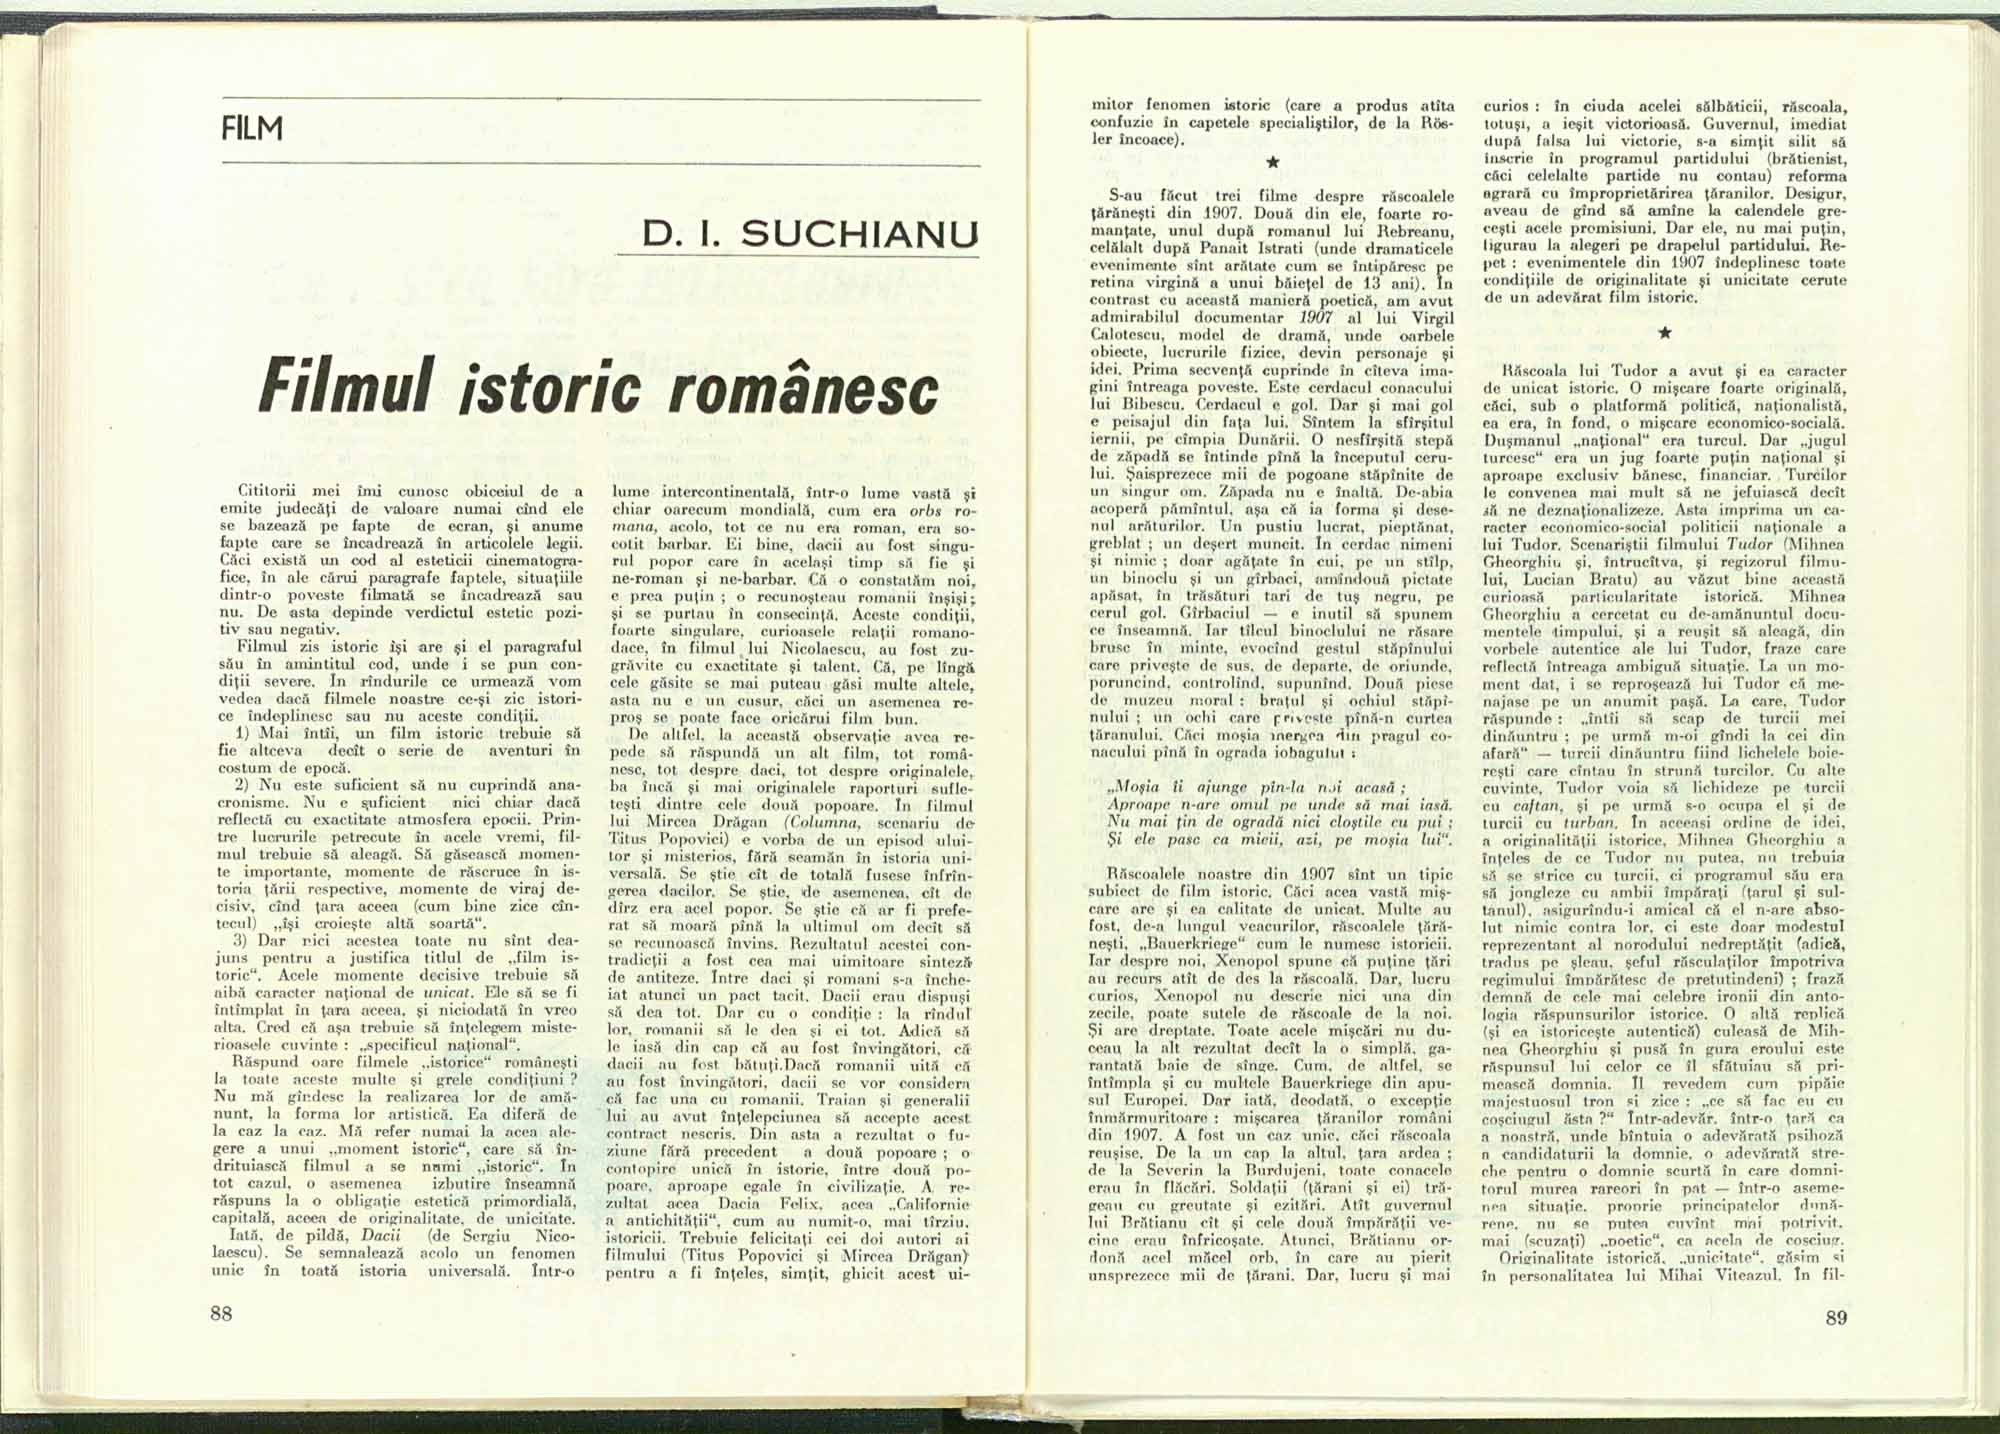 FILM
D. I. SUCHIANU
Filmul istoric românesc
Cititorii mei îmi cunosc obiceiul de a
emite judecăți de valoare numai cînd ele
se bazează pe fapte de ecran, și anume
fapte care se încadrează în articolele legii.
Căci există un cod al esteticii cinematogra-
fice, în ale cărui paragrafe faptele, situațiile
dintr-o poveste filmată se încadrează sau
nu. De asta depinde verdictul estetic pozi-
tiv sau negativ.
Filmul zis istoric își are și el paragraful
său în amintitul cod, unde i se pun con-
diții severe. In rîndurile ce urmează vom
vedea dacă filmele noastre ce-și zic istori-
ce îndeplinesc sau nu aceste condiții.
1) Mai întîi, un film istoric trebuie să
fie altceva decît o serie de aventuri în
costum de epocă.
2) Nu este suficient să nu cuprindă ana-
cronisme. Nu e suficient nici chiar dacă
reflectă cu exactitate atmosfera epocii. Prin-
tre lucrurile petrecute în acele vremi, fil-
mul trebuie să aleagă. Să găsească momen-
te importante, momente de răscruce în is-
toria țării respective, momente de viraj de-
cisiv, cînd țara aceea (cum bine zice cîn-
tecul) „își croiește altă soartă“.
3) Dar nici acestea toate nu sînt dea-
juns pentru a justifica titlul de „film is-
toric“. Acele momente decisive trebuie să
aibă caracter național de unicat. Ele să se fi
întîmplat în țara aceea, și niciodată în vreo
alta. Cred că așa trebuie să înțelegem miste-
rioasele cuvinte : „specificul național“.
Răspund oare filmele „istorice“ românești
la toate aceste multe și grele condițiuni ?
Nu mă gîndesc la realizarea lor de amă-
nunt, la forma lor artistică. Ea diferă de
la caz la caz. Mă refer numai la acea ale-
gere a unui „moment istoric“, care să în-
drituiască filmul a se numi „istoric“. In
tot cazul, o asemenea izbutire înseamnă
răspuns la o obligație estetică primordială,
capitală, aceea de originalitate, de unicitate.
Iată, de pildă, Dacii (de Sergiu Nico-
laescu). Se semnalează acolo un fenomen
unic în toată istoria universală. Într-o
88
lume intercontinentală, într-o lume vastă și
chiar oarecum mondială, cum era orbs ro-
mana, acolo, tot ce nu era roman, era so-
cotit barbar. Ei bine, dacii au fost singu-
rul popor care în același timp să fie și
ne-roman și ne-barbar. Că o constatăm noi,
e prea puțin ; o recunoșteau romanii înșiși ;
și se purtau în consecință. Aceste condiții,
foarte singulare, curioasele relații romano-
dace, în filmul lui Nicolaescu, au fost zu-
grăvite cu exactitate și talent. Că, pe lîngă
cele găsite se mai puteau găsi multe altele,
asta nu e un cusur, căci un asemenea re-
proș se poate face oricărui film bun.
De altfel, la această observație avea re-
pede să răspundă un alt film, tot româ-
nesc, tot despre daci, tot despre originalele,
ba încă și mai originalele raporturi sufle-
tești dintre cele două popoare. În filmul
lui Mircea Drăgan (Columna, scenariu de
Titus Popovici) e vorba de un episod ului-
tor și misterios, fără seamăn în istoria uni-
versală. Se știe cît de totală fusese înfrîn-
gerea dacilor. Se știe, de asemenea, cît de
dîrz era acel popor. Se știe că ar fi prefe-
rat să moară pînă la ultimul om decît să
se recunoască învins. Rezultatul acestei con-
tradicții a fost cea mai uimitoare sinteză
de antiteze. Intre daci și romani s-a înche-
iat atunci un pact tacit. Dacii erau dispuși
să dea tot. Dar cu o condiție : la rîndul
lor, romanii să le dea și ei tot. Adică să
le iasă din cap că au fost învingători, că
dacii au fost bătuți.Dacă romanii uită că
au fost învingători, dacii se vor considera
că fac una cu romanii. Traian și generalii
lui au avut înțelepciunea să accepte acest
contract nescris. Din asta a rezultat o fu-
ziune fără precedent a două popoare ; o
contopire unică în istorie, între două po-
poare, aproape egale în civilizație. A re-
zultat acea Dacia Felix, acea „Californie
a antichității“, cum au numit-o, mai tîrziu,
istoricii. Trebuie felicitați cei doi autori ai
filmului (Titus Popovici și Mircea Drăgan)
pentru a fi înțeles, simțit, ghicit acest ui-
mitor fenomen istoric (care a produs atîta
confuzie în capetele specialiștilor, de la Rös-
ler încoace).
★
S-au făcut trei filme despre răscoalele
țărănești din 1907. Două din ele, foarte ro-
manțate, unul după romanul lui Rebreanu,
celălalt după Panait Istrati (unde dramaticele
evenimente sînt arătate cum se întipăresc pe
retina virgină a unui băiețel de 13 ani). În
contrast cu această manieră poetică, am avut
admirabilul documentar 1907 al lui Virgil
Calotescu, model de dramă, unde oarbele
obiecte, lucrurile fizice, devin personaje și
idei. Prima secvență cuprinde în cîteva ima-
gini întreaga poveste. Este cerdacul conacului
lui Bibescu. Cerdacul e gol. Dar și mai gol
e peisajul din fața lui. Sîntem la sfîrșitul
iernii, pe cîmpia Dunării. O nesfîrșită stepă
de zăpadă se întinde pînă la începutul ceru-
lui. Șaisprezece mii de pogoane stăpînite de
un singur om. Zăpada nu e înaltă. De-abia
acoperă pămîntul, așa că ia forma și dese-
nul arăturilor. Un pustiu lucrat, pieptănat,
greblat ; un deșert muncit. In cerdac nimeni
și nimic ; doar agățate în cui, pe un stîlp,
un binoclu și un gîrbaci, amîndouă pictate
apăsat, în trăsături tari de tuș negru, pe
cerul gol. Gîrbaciul — e inutil să spunem
ce înseamnă. Iar tîlcul binoclului ne răsare
brusc în minte, evocînd gestul stăpînului
care privește de sus, de departe, de oriunde,
poruncind, controlînd, supunînd. Două piese
de muzeu moral : brațul și ochiul stăpî-
nului ; un ochi care privește pînă-n curtea
țăranului. Căci moșia mergea din pragul co-
nacului pînă în ograda iobagului :
„Moșia îi ajunge pîn-la noi acasă ;
Aproape n-are omul pe unde să mai iasă.
Nu mai țin de ogradă nici cloștile cu pui ;
Și ele pasc ca micii, azi, pe moșia lui“.
Răscoalele noastre din 1907 sînt un tipic
subiect de film istoric. Căci acea vastă miș-
care are și ea calitate de unicat. Multe au
fost, de-a lungul veacurilor, răscoalele țără-
nești, „Bauerkriege“ cum le numesc istoricii.
Iar despre noi, Xenopol spune că puține țări
au recurs atît de des la răscoală. Dar, lucru
curios, Xenopol nu descrie nici una din
zecile, poate sutele de răscoale de la noi.
Și are dreptate. Toate acele mișcări nu du-
ceau la alt rezultat decît la o simplă, ga-
rantată baie de sînge. Cum, de altfel, se
întîmpla și cu multele Bauerkriege din apu-
sul Europei. Dar iată, deodată, o excepție
înmărmuritoare : mișcarea țăranilor români
din 1907. A fost un caz unic, căci răscoala
reușise. De la un cap la altul, țara ardea ;
de la Severin la Burdujeni, toate conacele
erau în flăcări. Soldații (țărani și ei) tră-
geau cu greutate și ezitări. Atît guvernul
lui Brătianu cît și cele două împărății ve-
cine erau înfricoșate. Atunci, Brătianu or-
donă acel măcel orb, în care au pierit
unsprezece mii de țărani. Dar, lucru și mai
curios : în ciuda acelei sălbăticii, răscoala,
totuși, a ieșit victorioasă. Guvernul, imediat
după falsa lui victorie, s-a simțit silit să
înscrie în programul partidului (brătienist,
căci celelalte partide nu contau) reforma
agrară cu împroprietărirea țăranilor. Desigur,
aveau de gînd să amîne la calendele gre-
cești acele promisiuni. Dar ele, nu mai puțin,
figurau la alegeri pe drapelul partidului. Re-
pet : evenimentele din 1907 îndeplinesc toate
condițiile de originalitate și unicitate cerute
de un adevărat film istoric.
★
Răscoala lui Tudor a avut și ea caracter
de unicat istoric. O mișcare foarte originală,
căci, sub o platformă politică, naționalistă,
ea era, în fond, o mișcare economico-socială.
Dușmanul „național“ era turcul. Dar „jugul
turcesc“ era un jug foarte puțin național și
aproape exclusiv bănesc, financiar. Turcilor
le convenea mai mult să ne jefuiască decît
să ne deznaționalizeze. Asta imprima un ca-
racter economico-social politicii naționale a
lui Tudor. Scenariștii filmului Tudor (Mihnea
Gheorghiu și, întrucîtva, și regizorul filmu-
lui, Lucian Bratu) au văzut bine această
curioasă particularitate istorică. Mihnea
Gheorghiu a cercetat cu de-amănuntul docu-
mentele timpului, și a reușit să aleagă, din
vorbele autentice ale lui Tudor, fraze care
reflectă întreaga ambiguă situație. La un mo-
ment dat, i se reproșează lui Tudor că me-
najase pe un anumit pașă. La care, Tudor
răspunde : „întîi să scap de turcii mei
dinăuntru ; pe urmă m-oi gîndi la cei din
afară“ — turcii dinăuntru fiind lichelele boie-
rești care cîntau în strună turcilor. Cu alte
cuvinte, Tudor voia să lichideze pe turcii
cu caftan, și pe urmă s-o ocupa el și de
turcii cu turban. In aceeași ordine de idei,
a originalității istorice, Mihnea Gheorghiu a
înțeles de ce Tudor nu putea, nu trebuia
să se strice cu turcii, ci programul său era
să jongleze cu ambii împărați (țarul și sul-
tanul), asigurîndu-i amical că el n-are abso-
lut nimic contra lor, ci este doar modestul
reprezentant al norodului nedreptățit (adică,
tradus pe șleau, șeful răsculaților împotriva
regimului împărătesc de pretutindeni) ; frază
demnă de cele mai celebre ironii din anto-
logia răspunsurilor istorice. O altă replică
(și ea istoricește autentică) culeasă de Mih-
nea Gheorghiu și pusă în gura eroului este
răspunsul lui celor ce îl sfătuiau să pri-
mească domnia. Îl revedem cum pipăie
majestuosul tron și zice : „ce să fac eu cu
cosciugul ăsta ?“ Într-adevăr, într-o țară ca
a noastră, unde bîntuia o adevărată psihoză
a candidaturii la domnie, o adevărată stre-
che pentru o domnie scurtă în care domni-
torul murea rareori în pat — într-o aseme-
nea situație, proprie principatelor dună-
rene, nu se putea cuvînt mai potrivit,
mai (scuzați) „poetic“, ca acela de cosciug.
Originalitate istorică, „unicitate“, găsim și
în personalitatea lui Mihai Viteazul. În fil-
89